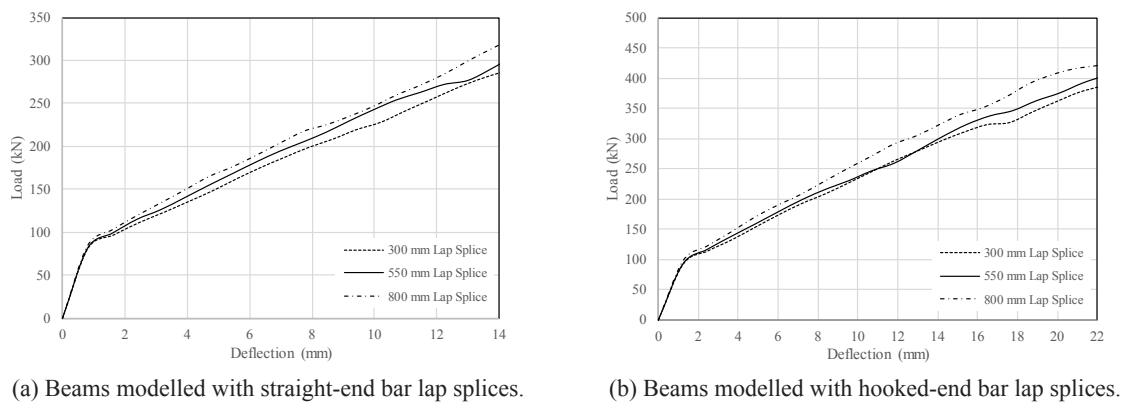 350
300
250
200
150
100
50
0
Load (kN)
0 2 4 6 8 10 12 14
Deflection (mm)
300 mm Lap Splice
550 mm Lap Splice
800 mm Lap Splice
(a) Beams modelled with straight-end bar lap splices.
500
450
400
350
300
250
200
150
100
50
0
Load (kN)
0 2 4 6 8 10 12 14 16 18 20 22
Deflection (mm)
300 mm Lap Splice
550 mm Lap Splice
800 mm Lap Splice
(b) Beams modelled with hooked-end bar lap splices.